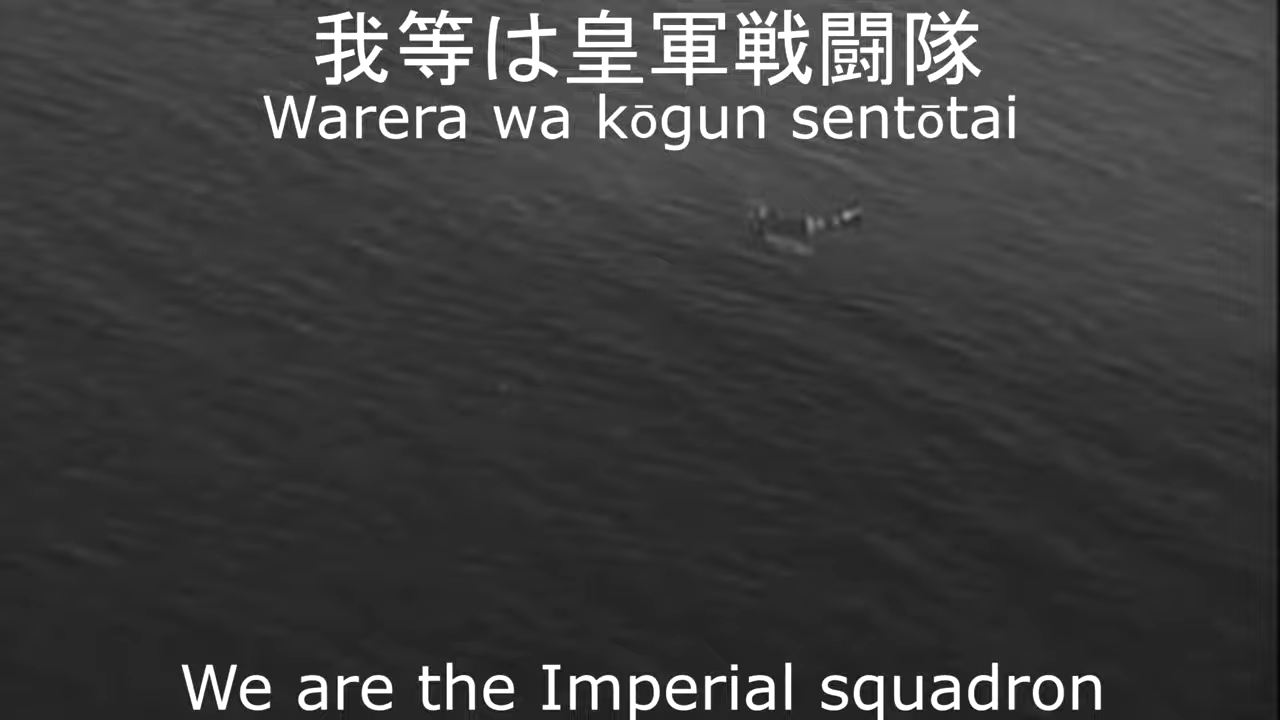 我等は皇軍戦闘隊
Warera wa kōgun sentōtai
We are the Imperial squadron